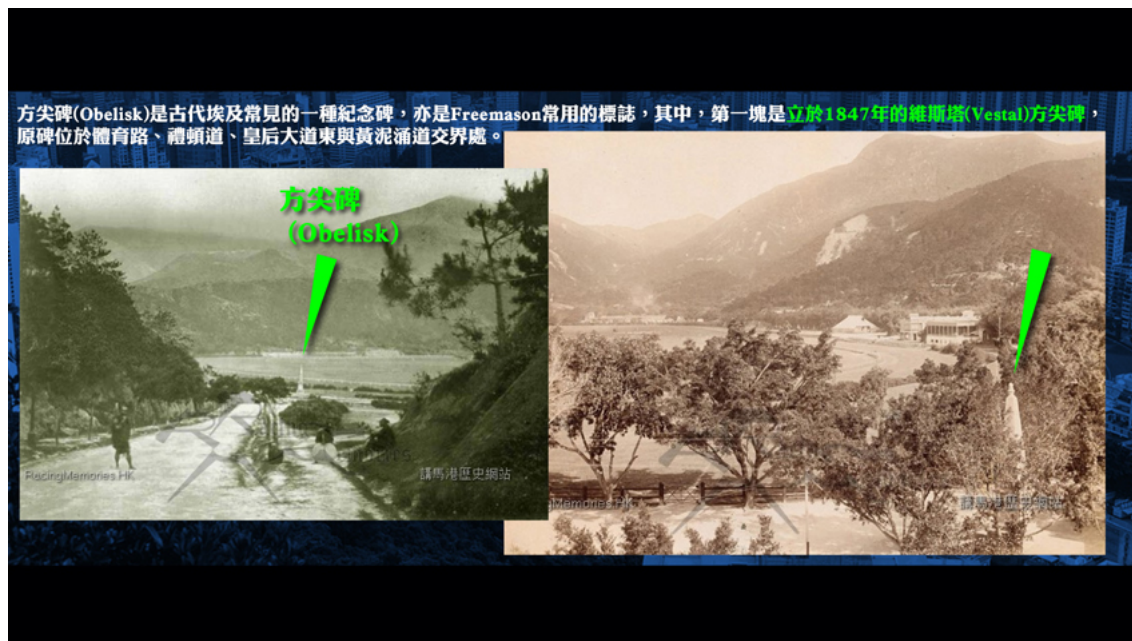 方尖碑(Obelisk)是古代埃及常見的一種紀念碑，亦是Freemason常用的標誌，其中，第一塊是立於1847年的維斯塔(Vestal)方尖碑，
原碑位於體育路、禮頓道、皇后大道東與黃泥涌道交界處。
方尖碑
(Obelisk)
RacingMemories.HK
講馬港歷史網站
Memories.HK
講馬港歷史網站